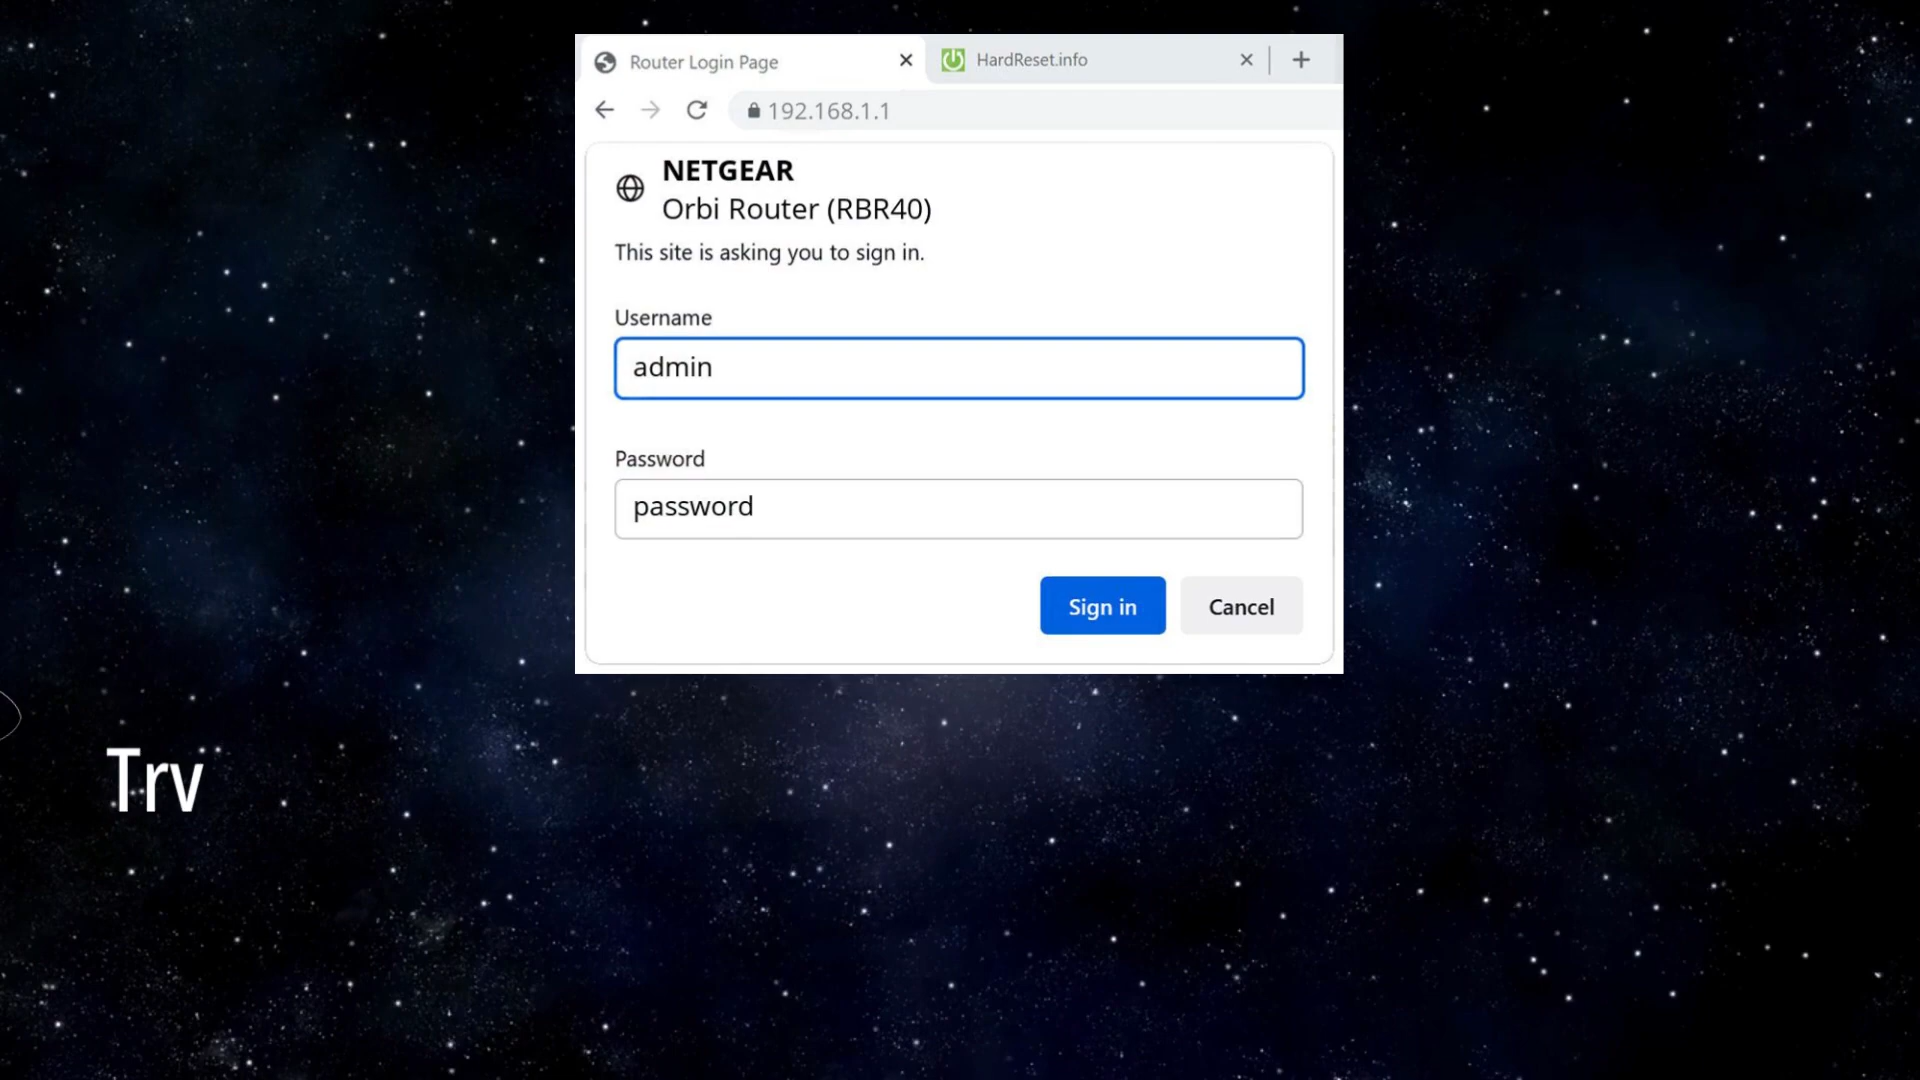 Router Login Page
HardReset.info
192.168.1.1
NETGEAR
Orbi Router (RBR40)
This site is asking you to sign in.
Username
admin
Password
password
Sign in
Cancel
Trv